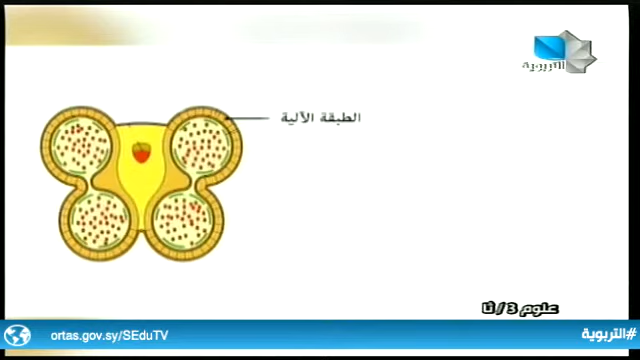 التربوية
الطبقة الآلية
علوم 3 / ثا
ortas.gov.sy/SEduTV
#التربوية